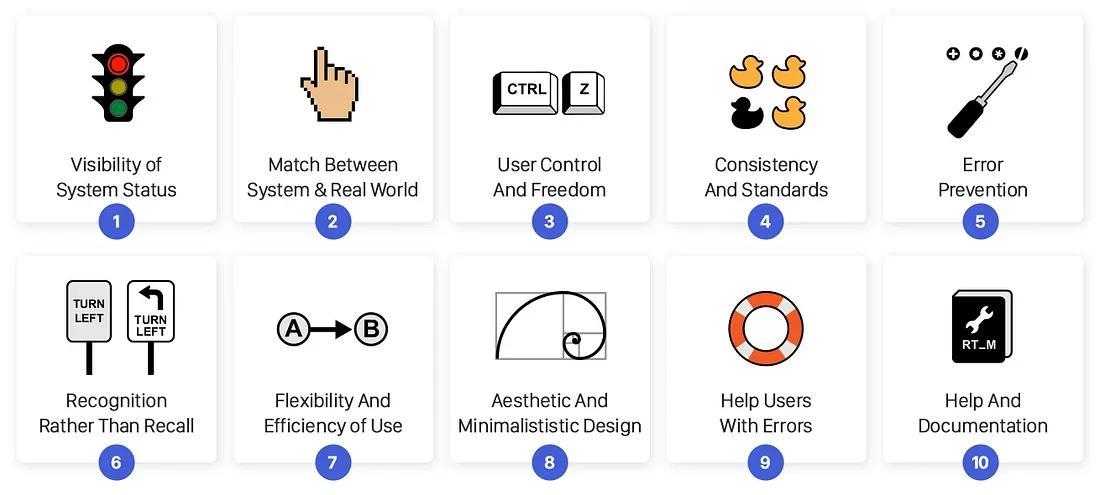 Visibility of
System Status
1
Match Between
System & Real World
2
CTRL Z
User Control
And Freedom
3
Consistency
And Standards
4
Error
Prevention
5
TURN
LEFT
TURN
LEFT
Recognition
Rather Than Recall
6
A B
Flexibility And
Efficiency of Use
7
Aesthetic And
Minimalististic Design
8
Help Users
With Errors
9
RT_M
Help And
Documentation
10